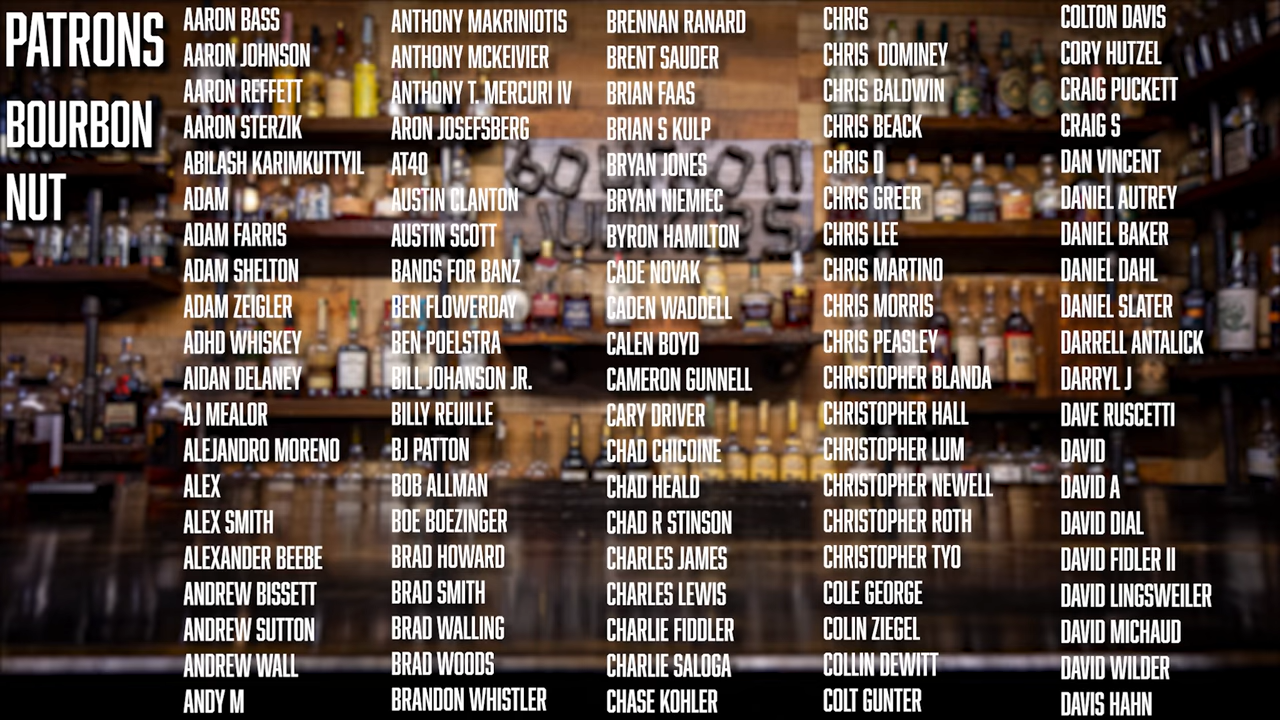 PATRONS
BOURBON
NUT
AARON BASS
AARON JOHNSON
AARON REFFETT
AARON STERZIK
ABILASH KARIMKUTTYIL
ADAM
ADAM FARRIS
ADAM SHELTON
ADAM ZEIGLER
ADHD WHISKEY
AIDAN DELANEY
AJ MEALOR
ALEJANDRO MORENO
ALEX
ALEX SMITH
ALEXANDER BEEBE
ANDREW BISSETT
ANDREW SUTTON
ANDREW WALL
ANDY M
ANTHONY MAKRINIOTIS
ANTHONY MCKEIVIER
ANTHONY T. MERCURI IV
ARON JOSEFSBERG
AT40
AUSTIN CLANTON
AUSTIN SCOTT
BANDS FOR BANZ
BEN FLOWERDAY
BEN POELSTRA
BILL JOHANSON JR.
BILLY REUILLE
BJ PATTON
BOB ALLMAN
BOE BOEZINGER
BRAD HOWARD
BRAD SMITH
BRAD WALLING
BRAD WOODS
BRANDON WHISTLER
BRENNAN RANARD
BRENT SAUDER
BRIAN FAAS
BRIAN S KULP
BRYAN JONES
BRYAN NIEMIEC
BYRON HAMILTON
CADE NOVAK
CADEN WADDELL
CALEN BOYD
CAMERON GUNNELL
CARY DRIVER
CHAD CHICOINE
CHAD HEALD
CHAD R STINSON
CHARLES JAMES
CHARLES LEWIS
CHARLIE FIDDLER
CHARLIE SALOGA
CHASE KOHLER
CHRIS
CHRIS  DOMINEY
CHRIS BALDWIN
CHRIS BEACK
CHRIS D
CHRIS GREER
CHRIS LEE
CHRIS MARTINO
CHRIS MORRIS
CHRIS PEASLEY
CHRISTOPHER BLANDA
CHRISTOPHER HALL
CHRISTOPHER LUM
CHRISTOPHER NEWELL
CHRISTOPHER ROTH
CHRISTOPHER TYO
COLE GEORGE
COLIN ZIEGEL
COLLIN DEWITT
COLT GUNTER
COLTON DAVIS
CORY HUTZEL
CRAIG PUCKETT
CRAIG S
DAN VINCENT
DANIEL AUTREY
DANIEL BAKER
DANIEL DAHL
DANIEL SLATER
DARRELL ANTALICK
DARRYL J
DAVE RUSCETTI
DAVID
DAVID A
DAVID DIAL
DAVID FIDLER II
DAVID LINGSWEILER
DAVID MICHAUD
DAVID WILDER
DAVIS HAHN